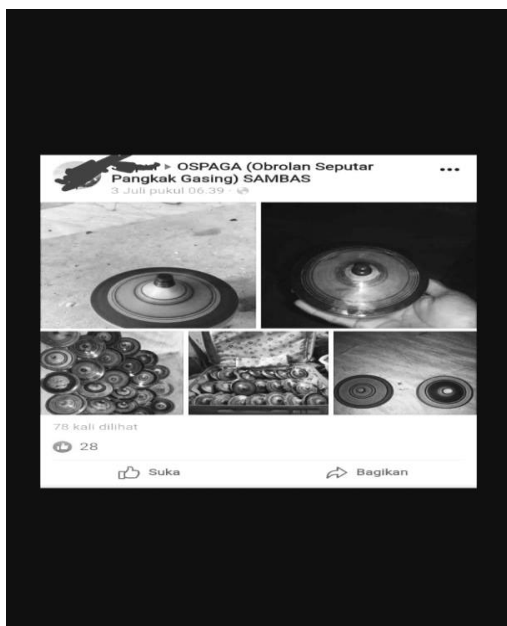 ▸ OSPAGA (Obrolan Seputar
Pangkak Gasing) SAMBAS
3 Juli pukul 06.39 ·
78 kali dilihat
28
Suka
Bagikan